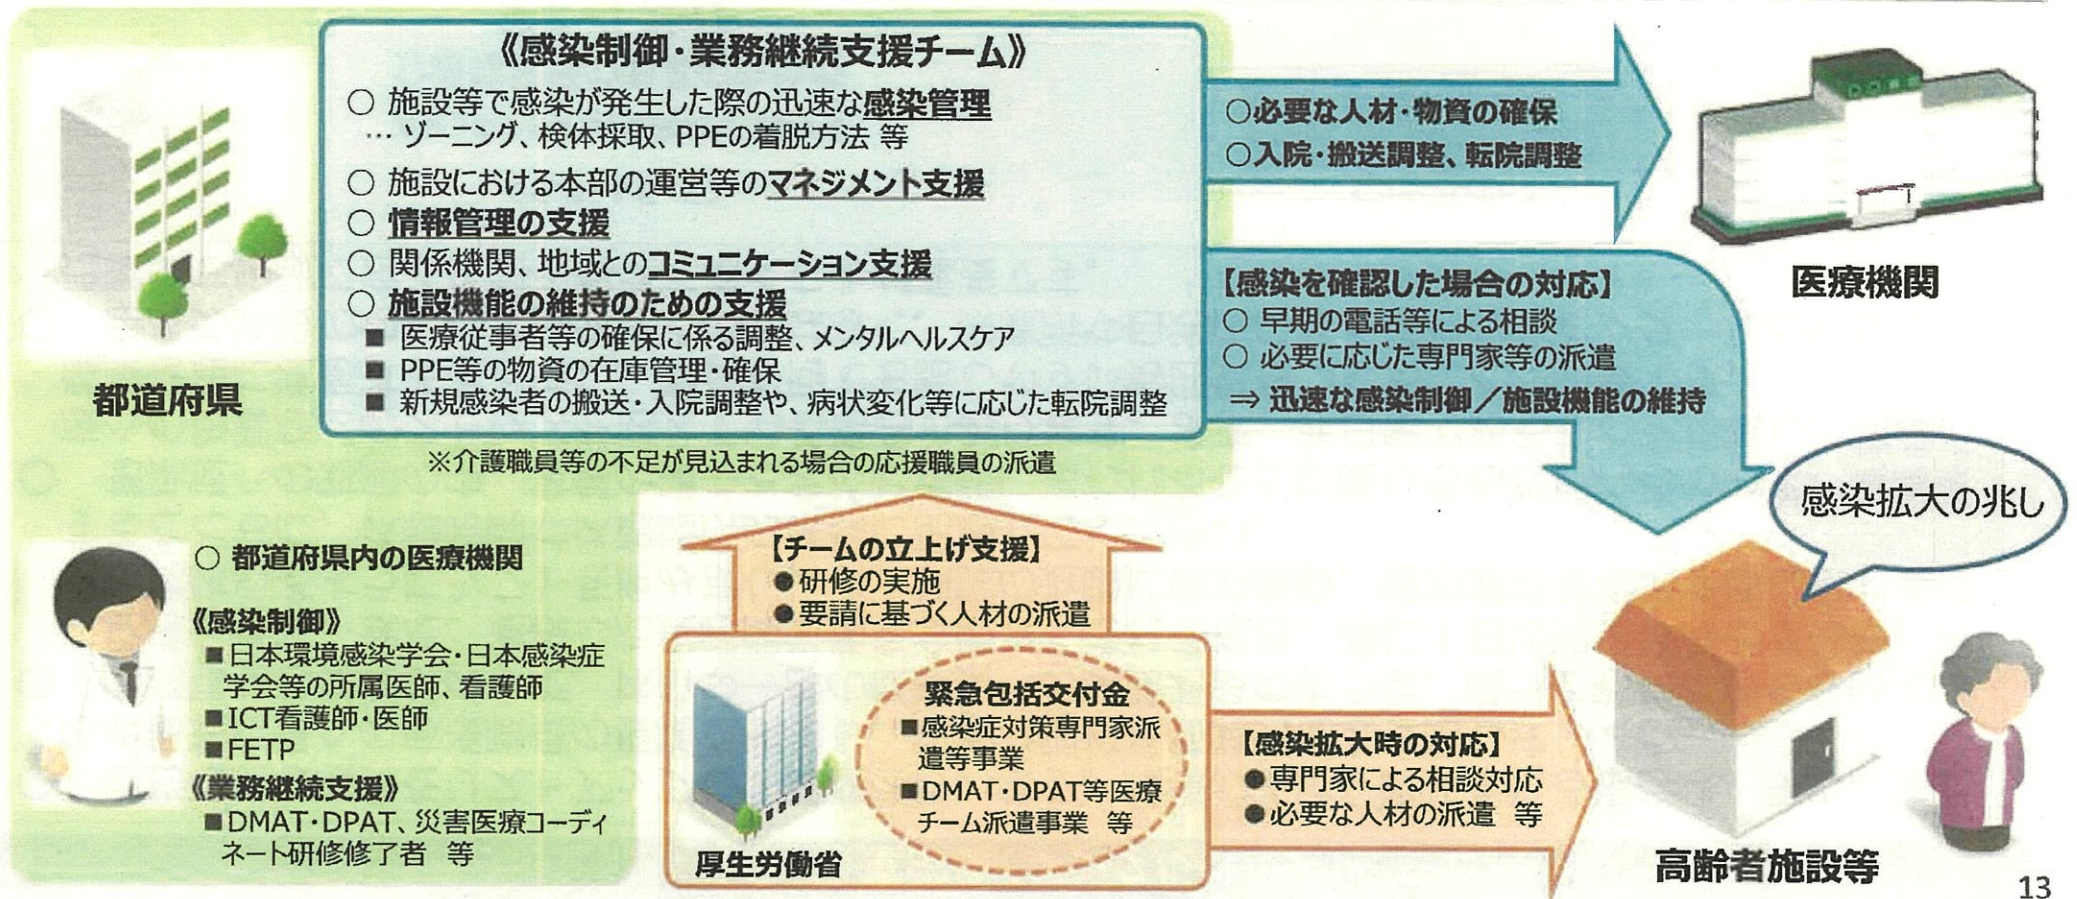 《感染制御・業務継続支援チーム》
○ 施設等で感染が発生した際の迅速な感染管理
… ゾーニング、検体採取、PPEの着脱方法 等
○ 施設における本部の運営等のマネジメント支援
○ 情報管理の支援
○ 関係機関、地域とのコミュニケーション支援
○ 施設機能の維持のための支援
■ 医療従事者等の確保に係る調整、メンタルヘルスケア
■ PPE等の物資の在庫管理・確保
■ 新規感染者の搬送・入院調整や、病状変化等に応じた転院調整
※介護職員等の不足が見込まれる場合の応援職員の派遣
都道府県
○必要な人材・物資の確保
○入院・搬送調整、転院調整
医療機関
【感染を確認した場合の対応】
○ 早期の電話等による相談
○ 必要に応じた専門家等の派遣
⇒ 迅速な感染制御／施設機能の維持
感染拡大の兆し
○ 都道府県内の医療機関
《感染制御》
■日本環境感染学会・日本感染症
学会等の所属医師、看護師
■ICT看護師・医師
■FETP
《業務継続支援》
■DMAT・DPAT、災害医療コーディ
ネート研修修了者 等
【チームの立上げ支援】
●研修の実施
●要請に基づく人材の派遣
緊急包括交付金
■感染症対策専門家派
遣等事業
■DMAT・DPAT等医療
チーム派遣事業 等
厚生労働省
【感染拡大時の対応】
●専門家による相談対応
●必要な人材の派遣 等
高齢者施設等
13